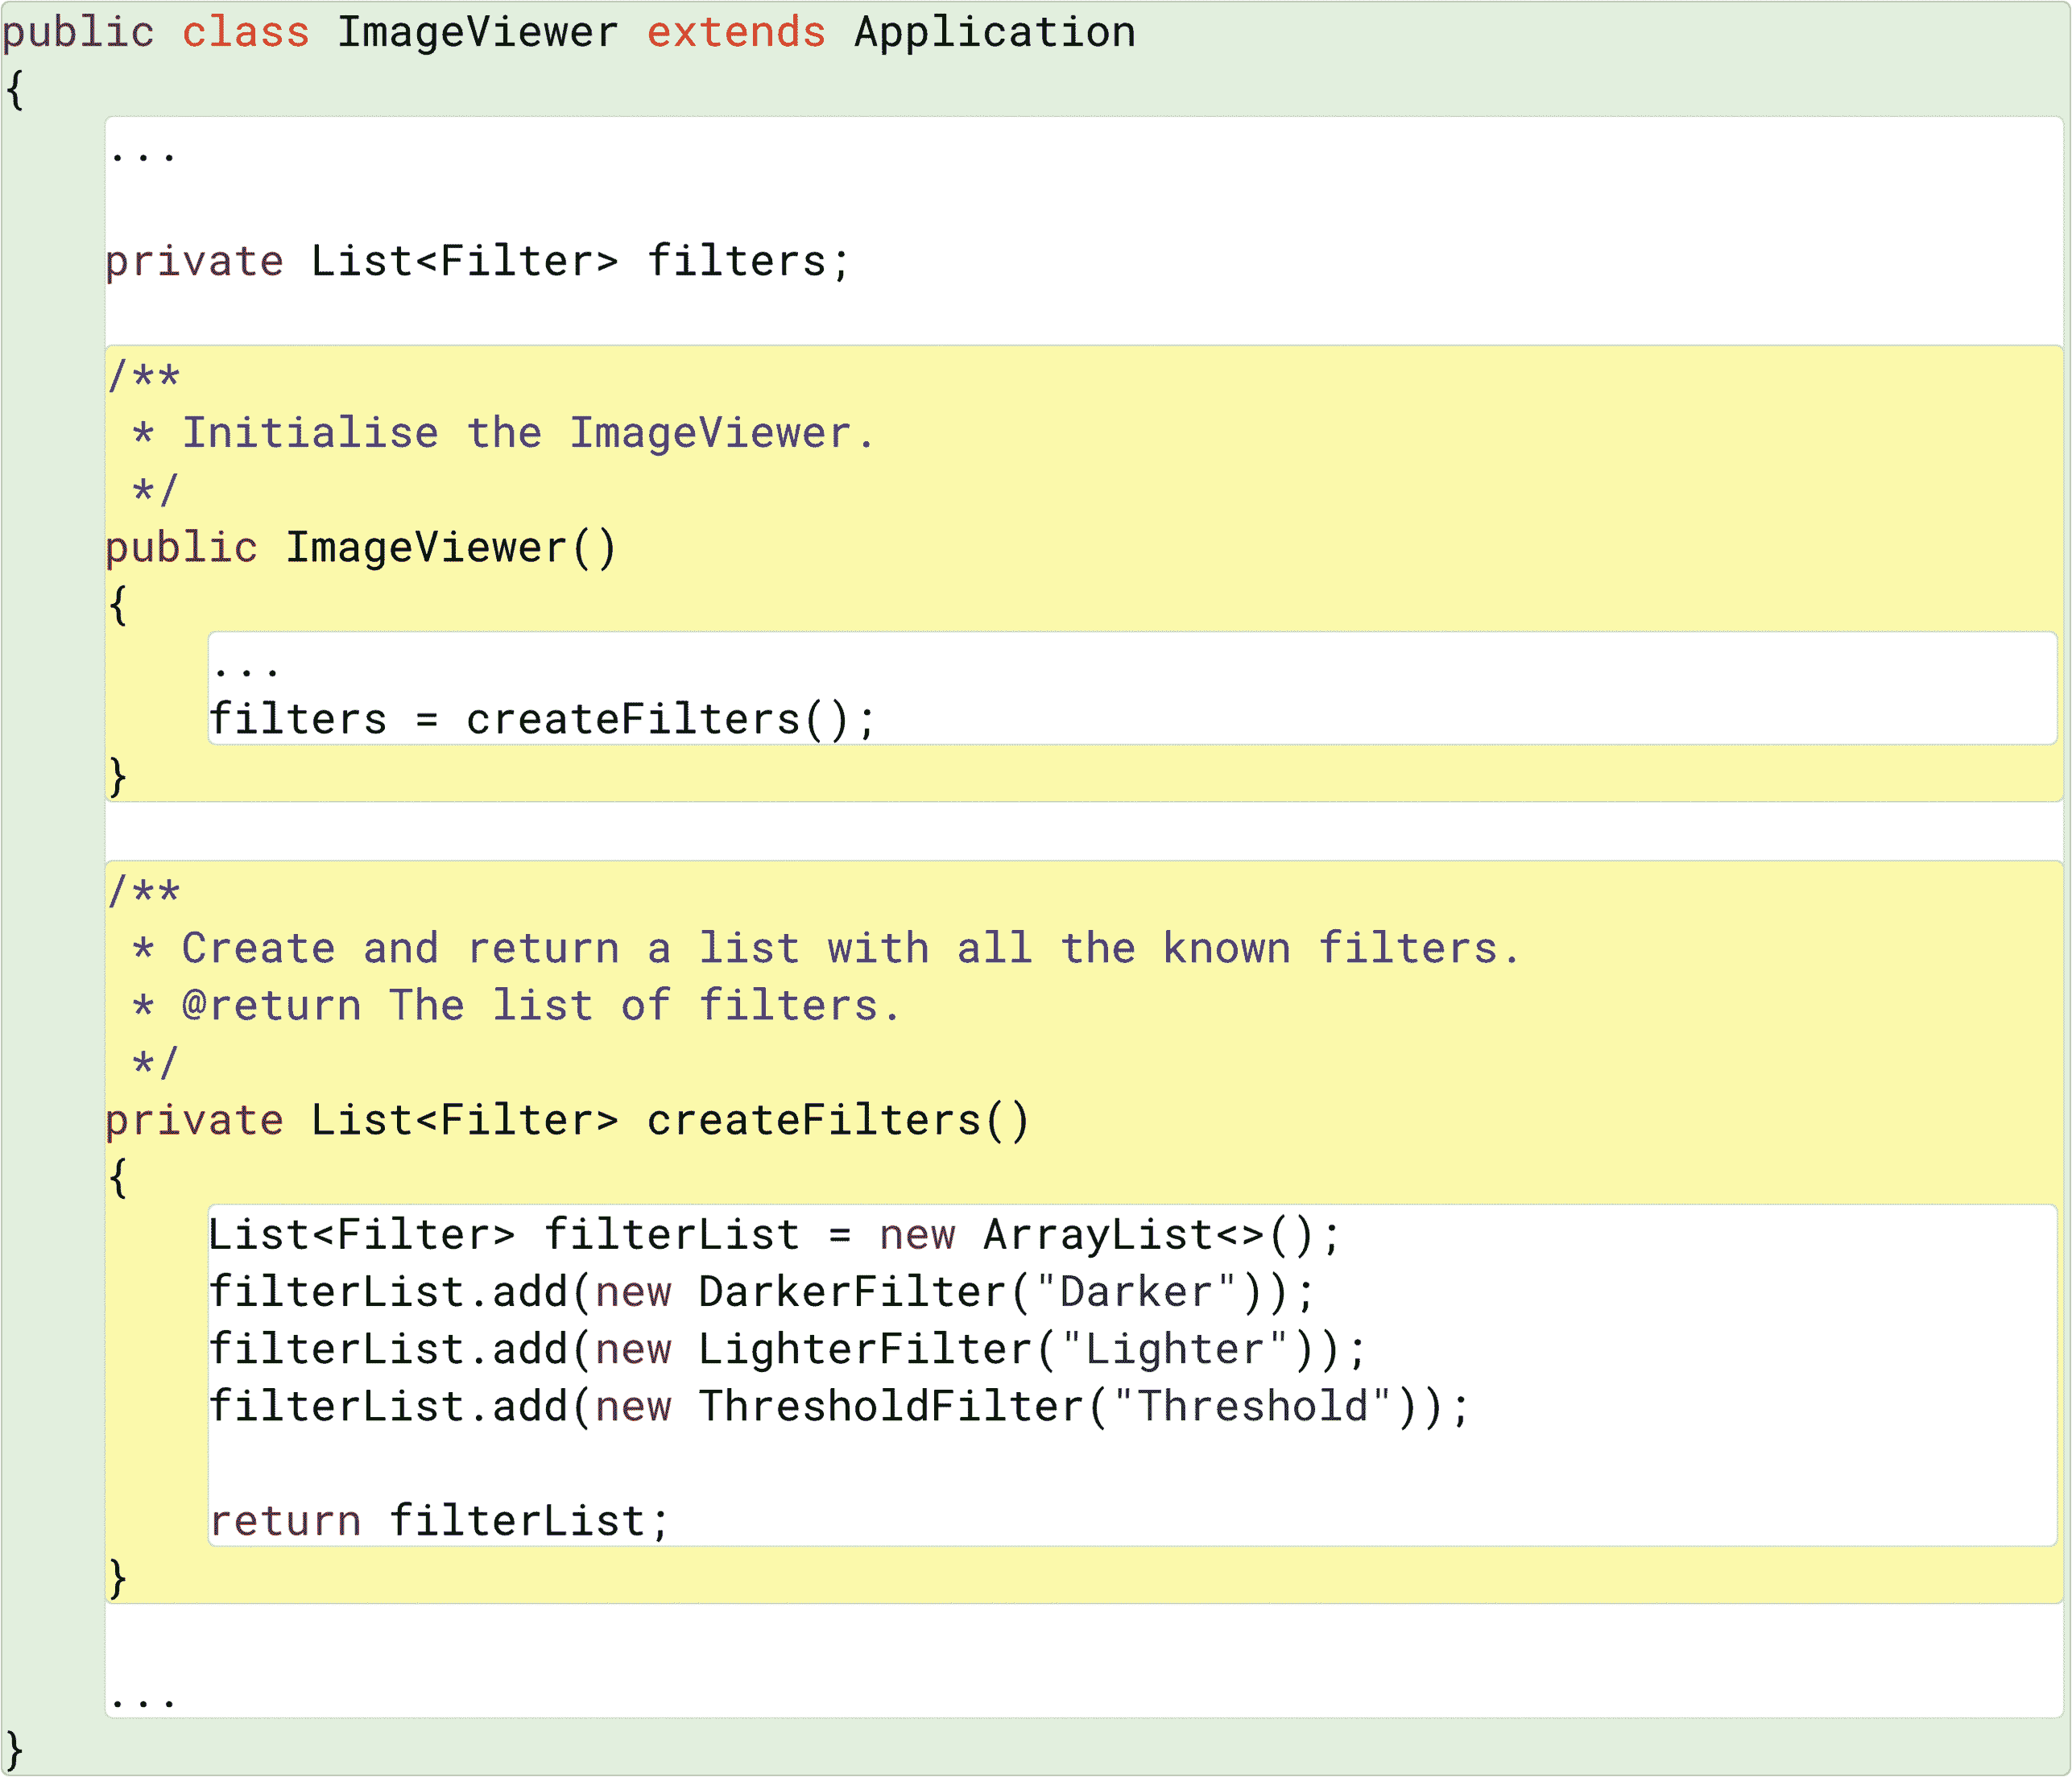 public class ImageViewer extends Application
{
...
private List<Filter> filters;
/**
* Initialise the ImageViewer.
*/
public ImageViewer()
{
...
filters = createFilters();
}
/**
* Create and return a list with all the known filters.
* @return The list of filters.
*/
private List<Filter> createFilters()
{
List<Filter> filterList = new ArrayList<>();
filterList.add(new DarkerFilter("Darker"));
filterList.add(new LighterFilter("Lighter"));
filterList.add(new ThresholdFilter("Threshold"));
return filterList;
}
...
}